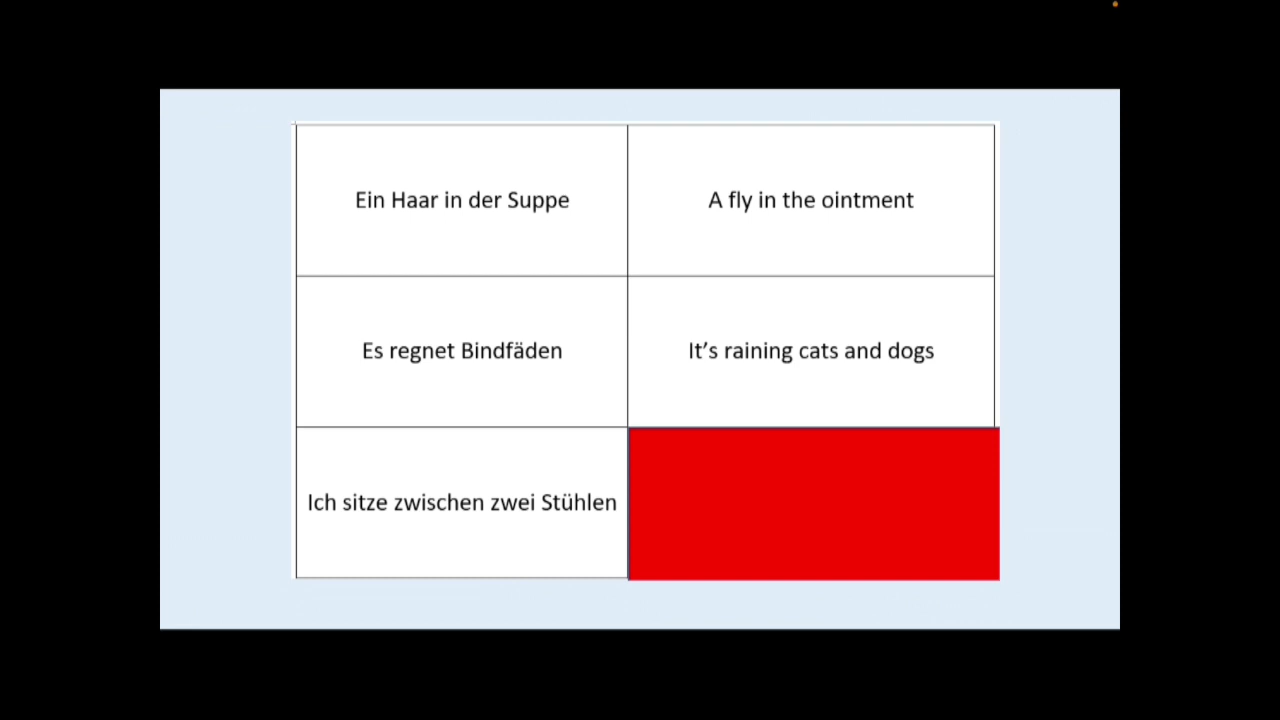 Ein Haar in der Suppe
A fly in the ointment
Es regnet Bindfäden
It’s raining cats and dogs
Ich sitze zwischen zwei Stühlen